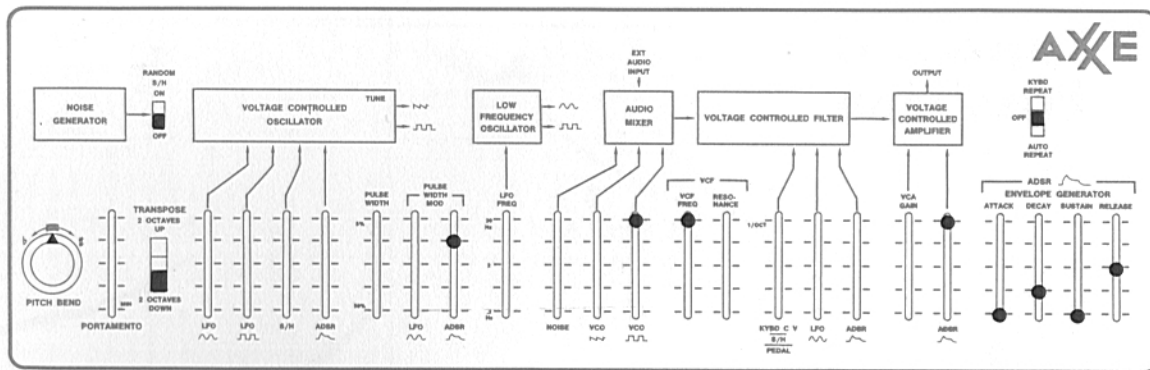 AXXE
EXT
AUDIO
INPUT
RANDOM
S/H
ON
OFF
OUTPUT
KYBD
REPEAT
OFF
AUTO
REPEAT
NOISE
GENERATOR
VOLTAGE CONTROLLED
OSCILLATOR
TUNE
LOW
FREQUENCY
OSCILLATOR
AUDIO
MIXER
VOLTAGE CONTROLLED FILTER
VOLTAGE
CONTROLLED
AMPLIFIER
PITCH BEND
PORTAMENTO
TRANSPOSE
2 OCTAVES
UP
2 OCTAVES
DOWN
LFO
LFO
S/H
ADSR
PULSE
WIDTH
PULSE
WIDTH
MOD
LFO
ADSR
LFO
FREQ
NOISE
VCO
VCO
VCF
VCF
FREQ
RESO-
NANCE
1/OCT
KYBD C V
S/H
PEDAL
LFO
ADSR
VCA
GAIN
ADSR
ADSR
ENVELOPE GENERATOR
ATTACK
DECAY
SUSTAIN
RELEASE